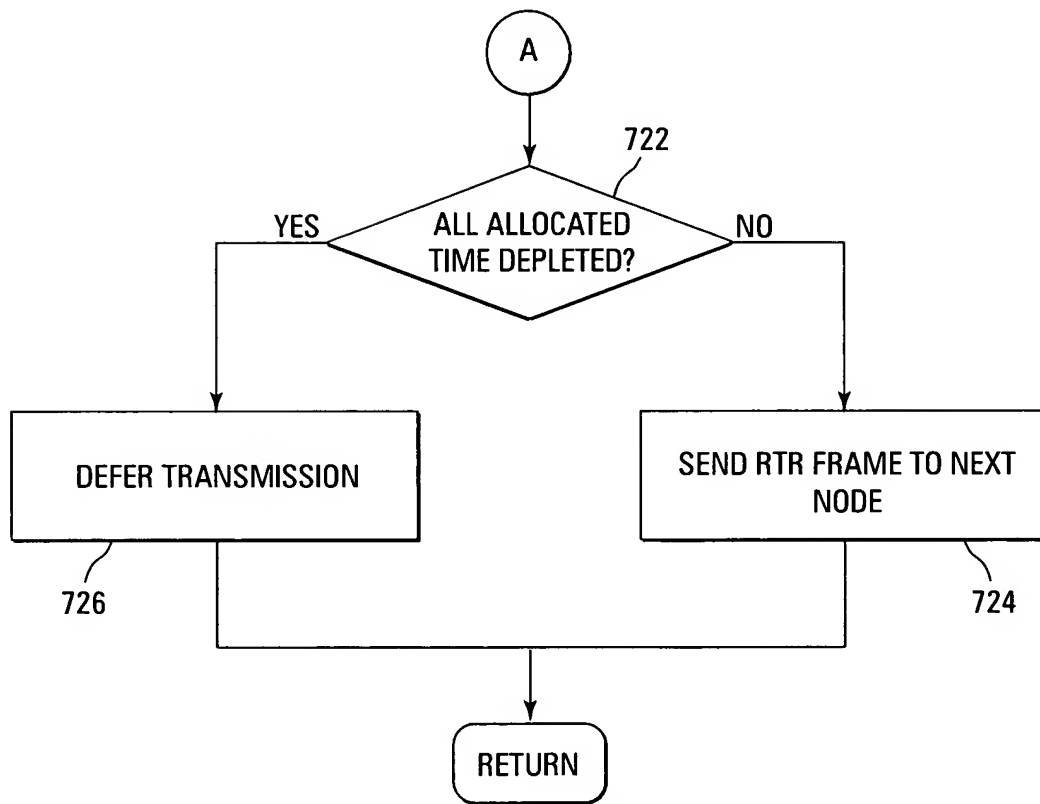 A
722
YES
ALL ALLOCATED
TIME DEPLETED?
NO
DEFER TRANSMISSION
SEND RTR FRAME TO NEXT
NODE
726
724
RETURN